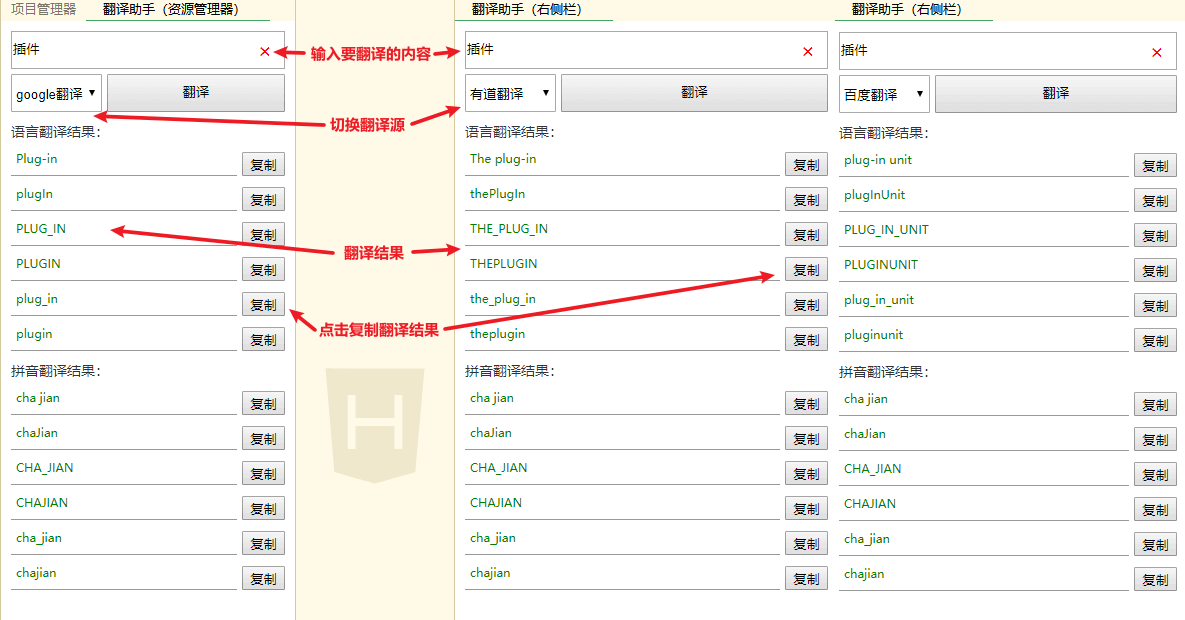 项目管理器
翻译助手（资源管理器）
插件
×
google翻译
翻译
语言翻译结果：
Plug-in
复制
plugIn
复制
PLUG_IN
复制
PLUGIN
复制
plug_in
复制
plugin
复制
拼音翻译结果：
cha jian
复制
chaJian
复制
CHA_JIAN
复制
CHAJIAN
复制
cha_jian
复制
chajian
复制
输入要翻译的内容
切换翻译源
翻译结果
点击复制翻译结果
H
翻译助手（右侧栏）
插件
×
有道翻译
翻译
语言翻译结果：
The plug-in
复制
thePlugIn
复制
THE_PLUG_IN
复制
THEPLUGIN
复制
the_plug_in
复制
theplugin
复制
拼音翻译结果：
cha jian
复制
chaJian
复制
CHA_JIAN
复制
CHAJIAN
复制
cha_jian
复制
chajian
复制
翻译助手（右侧栏）
插件
×
百度翻译
翻译
语言翻译结果：
plug-in unit
复制
plugInUnit
复制
PLUG_IN_UNIT
复制
PLUGINUNIT
复制
plug_in_unit
复制
pluginunit
复制
拼音翻译结果：
cha jian
复制
chaJian
复制
CHA_JIAN
复制
CHAJIAN
复制
cha_jian
复制
chajian
复制